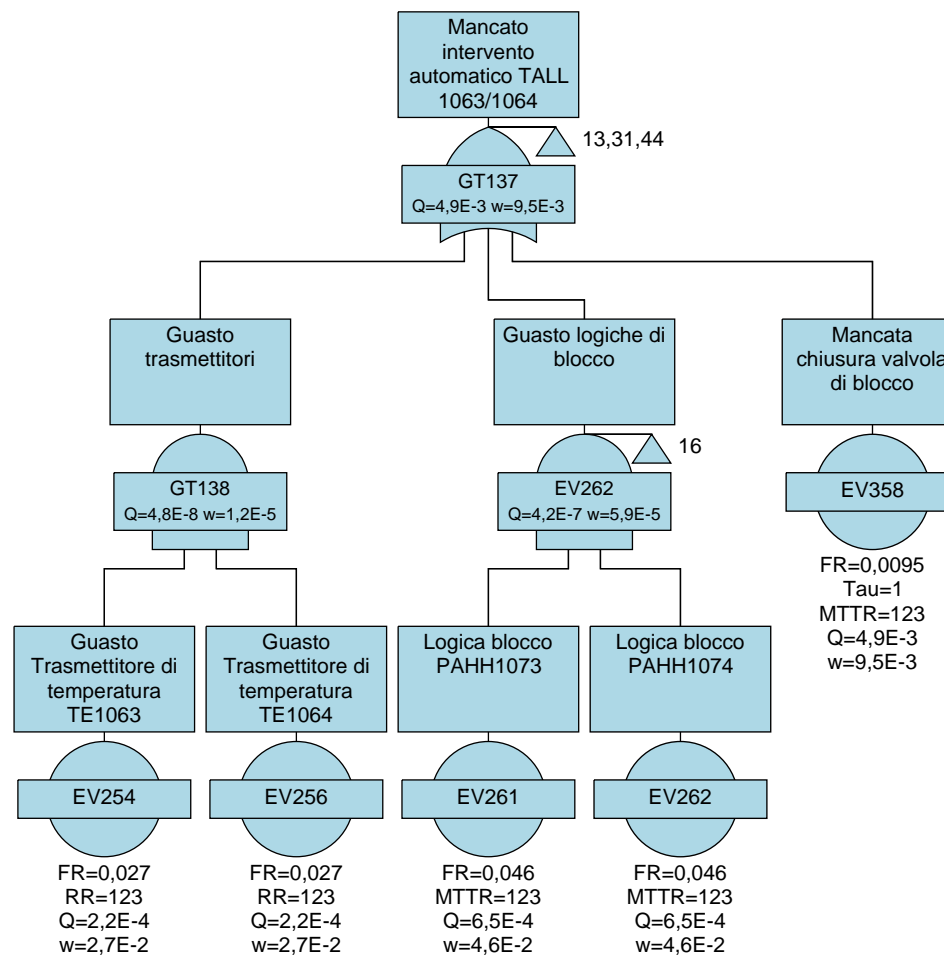 Mancato
intervento
automatico TALL
1063/1064
13,31,44
GT137
Q=4,9E-3 w=9,5E-3
Guasto
trasmettitori
Guasto logiche di
blocco
Mancata
chiusura valvola
di blocco
16
GT138
Q=4,8E-8 w=1,2E-5
EV262
Q=4,2E-7 w=5,9E-5
EV358
FR=0,0095
Tau=1
MTTR=123
Q=4,9E-3
w=9,5E-3
Guasto
Trasmettitore di
temperatura
TE1063
Guasto
Trasmettitore di
temperatura
TE1064
Logica blocco
PAHH1073
Logica blocco
PAHH1074
EV254
EV256
EV261
EV262
FR=0,027
RR=123
Q=2,2E-4
w=2,7E-2
FR=0,027
RR=123
Q=2,2E-4
w=2,7E-2
FR=0,046
MTTR=123
Q=6,5E-4
w=4,6E-2
FR=0,046
MTTR=123
Q=6,5E-4
w=4,6E-2